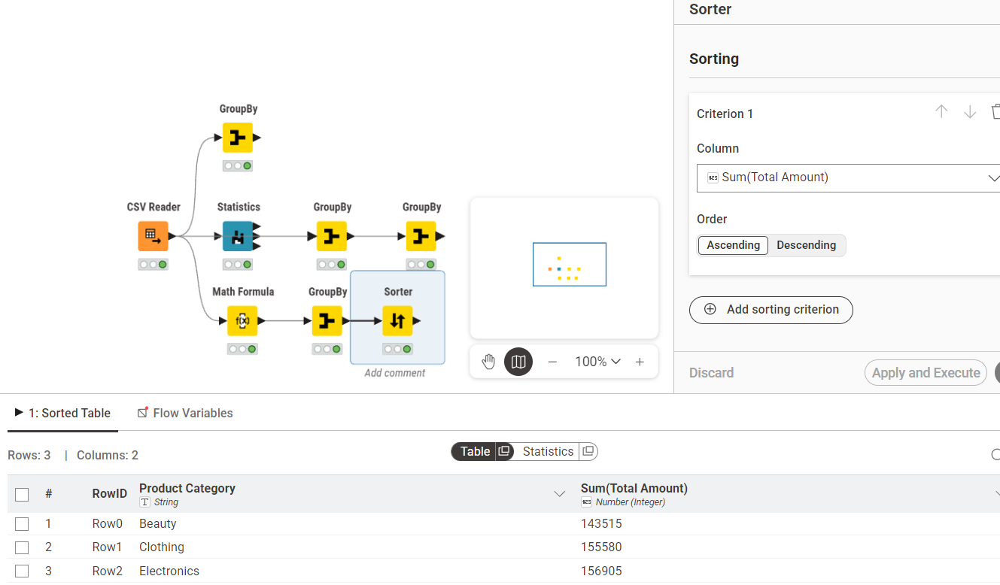 GroupBy
CSV Reader
Statistics
GroupBy
GroupBy
Math Formula
f(x)
GroupBy
Sorter
Add comment
100%
Sorter
Sorting
Criterion 1
Column
123 Sum(Total Amount)
Order
Ascending Descending
Add sorting criterion
Discard
Apply and Execute
1: Sorted Table Flow Variables
Rows: 3 | Columns: 2
Table Statistics
# RowID Product Category Sum(Total Amount)
T String 123 Number (Integer)
1 Row0 Beauty 143515
2 Row1 Clothing 155580
3 Row2 Electronics 156905